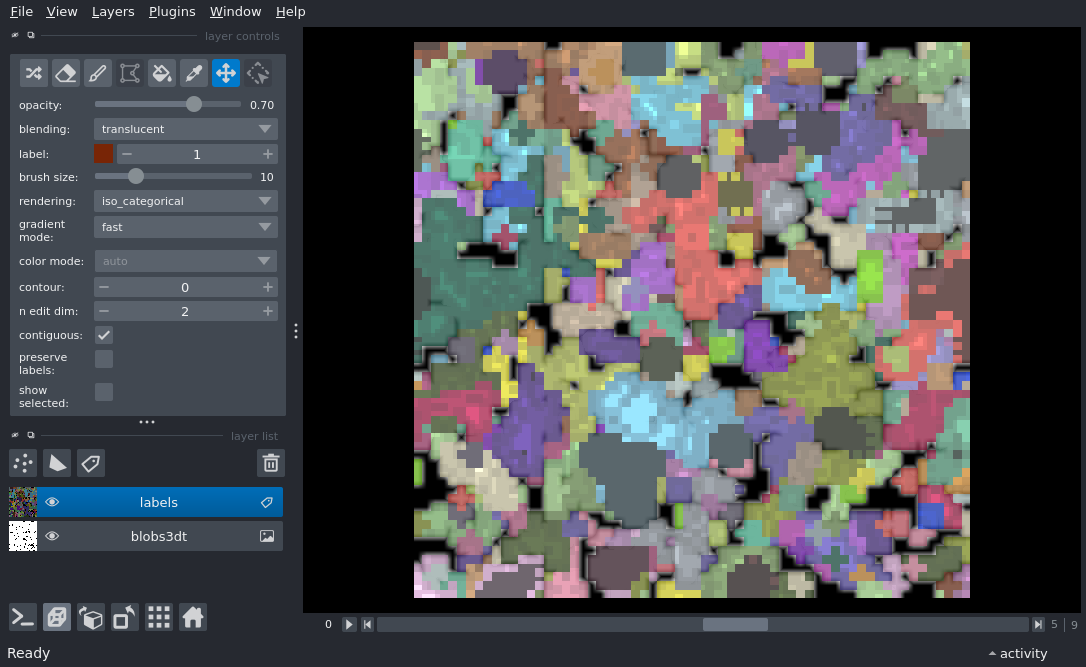 File View Layers Plugins Window Help
layer controls
opacity: 0.70
blending: translucent
label: 1
brush size: 10
rendering: iso_categorical
gradient
mode: fast
color mode: auto
contour: 0
n edit dim: 2
contiguous:
preserve
labels:
show
selected:
layer list
labels
blobs3dt
0 5 | 9
Ready activity